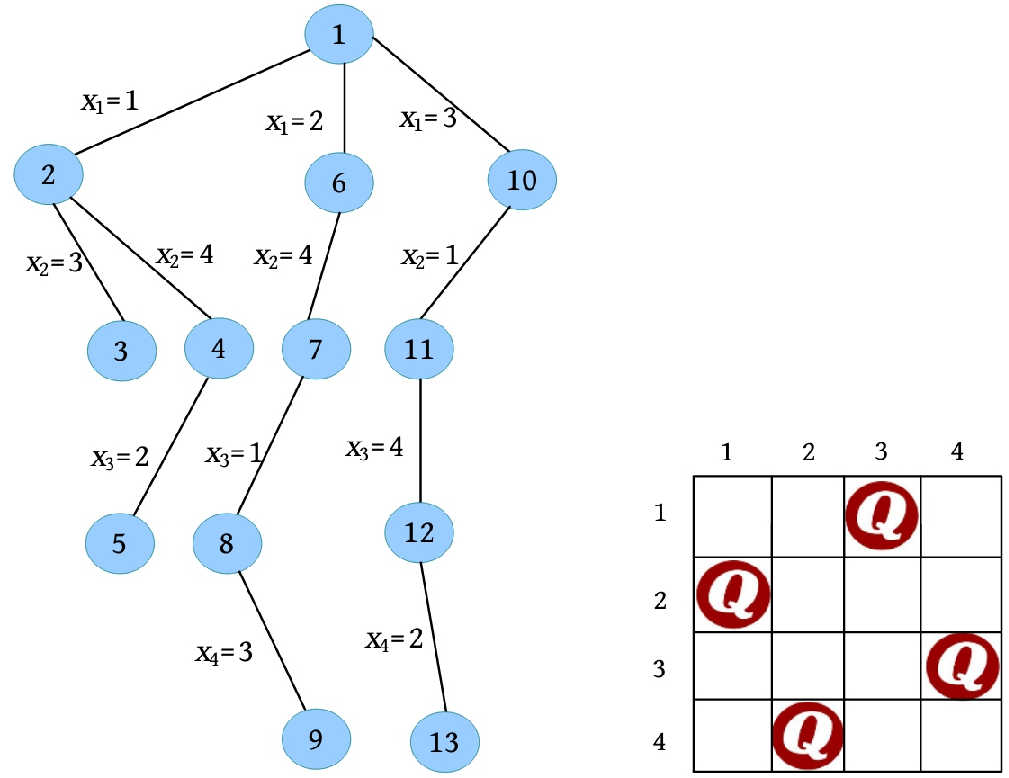 1
x₁=1
x₁=2
x₁=3
2
6
10
x₂=3
x₂=4
x₂=4
x₂=1
3
4
7
11
x₃=2
x₃=1
x₃=4
5
8
12
x₄=3
x₄=2
9
13
1 2 3 4
1 Q
2 Q
3 Q
4 Q